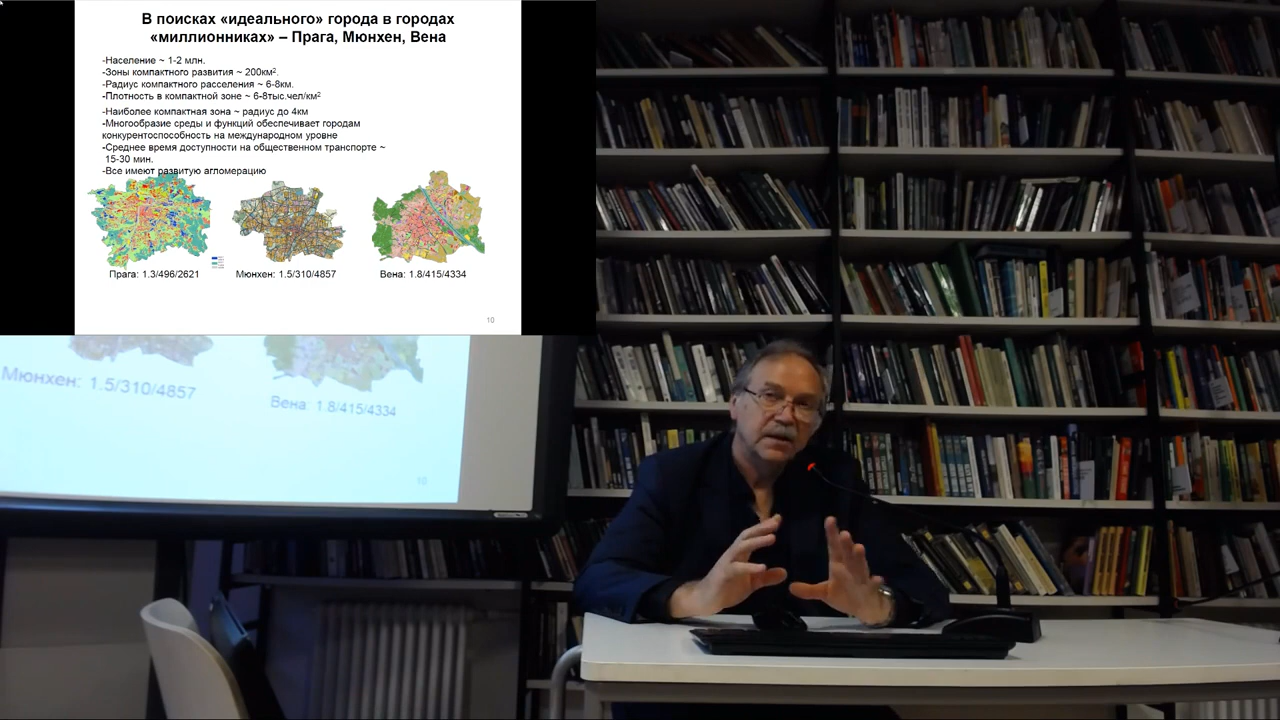 В поисках «идеального» города в городах
«миллионниках» – Прага, Мюнхен, Вена
-Население ~ 1-2 млн.
-Зоны компактного развития ~ 200км².
-Радиус компактного расселения ~ 6-8км.
-Плотность в компактной зоне ~ 6-8тыс.чел/км²
-Наиболее компактная зона ~ радиус до 4км
-Многообразие среды и функций обеспечивает городам
конкурентоспособность на международном уровне
-Среднее время доступности на общественном транспорте ~
15-30 мин.
-Все имеют развитую агломерацию
Прага: 1.3/496/2621
Мюнхен: 1.5/310/4857
Вена: 1.8/415/4334
10
Мюнхен: 1.5/310/4857
Вена: 1.8/415/4334
10